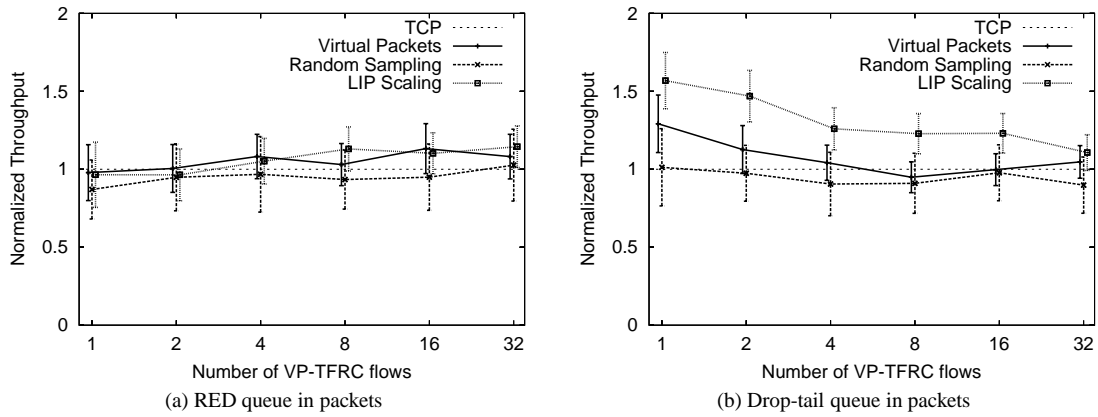 2
1.5
1
0.5
0
Normalized Throughput
TCP
Virtual Packets
Random Sampling
LIP Scaling
1 2 4 8 16 32
Number of VP-TFRC flows
(a) RED queue in packets
2
1.5
1
0.5
0
Normalized Throughput
TCP
Virtual Packets
Random Sampling
LIP Scaling
1 2 4 8 16 32
Number of VP-TFRC flows
(b) Drop-tail queue in packets